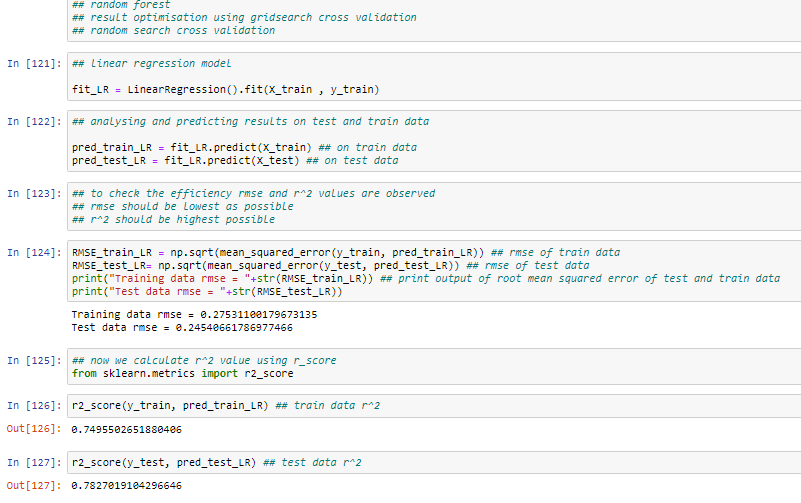 ## random forest
## result optimisation using gridsearch cross validation
## random search cross validation
In [121]: ## linear regression model
fit_LR = LinearRegression().fit(X_train , y_train)
In [122]: ## analysing and predicting results on test and train data
pred_train_LR = fit_LR.predict(X_train) ## on train data
pred_test_LR = fit_LR.predict(X_test) ## on test data
In [123]: ## to check the efficiency rmse and r^2 values are observed
## rmse should be lowest as possible
## r^2 should be highest possible
In [124]: RMSE_train_LR = np.sqrt(mean_squared_error(y_train, pred_train_LR)) ## rmse of train data
RMSE_test_LR= np.sqrt(mean_squared_error(y_test, pred_test_LR)) ## rmse of test data
print("Training data rmse = "+str(RMSE_train_LR)) ## print output of root mean squared error of test and train data
print("Test data rmse = "+str(RMSE_test_LR))
Training data rmse = 0.27531100179673135
Test data rmse = 0.24540661786977466
In [125]: ## now we calculate r^2 value using r_score
from sklearn.metrics import r2_score
In [126]: r2_score(y_train, pred_train_LR) ## train data r^2
Out[126]: 0.7495502651880406
In [127]: r2_score(y_test, pred_test_LR) ## test data r^2
Out[127]: 0.7827019104296646